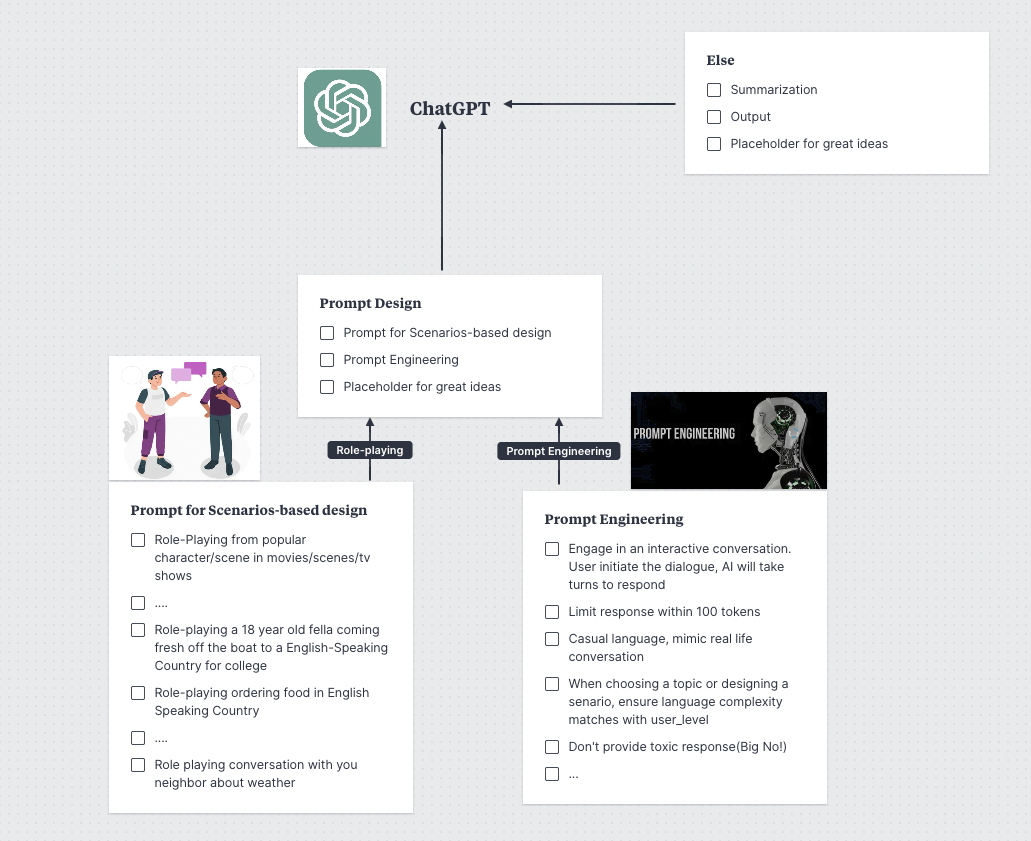 Else
Summarization
Output
Placeholder for great ideas
ChatGPT
Prompt Design
Prompt for Scenarios-based design
Prompt Engineering
Placeholder for great ideas
Role-playing
Prompt Engineering
PROMPT ENGINEERING
Prompt for Scenarios-based design
Role-Playing from popular
character/scene in movies/scenes/tv
shows
....
Role-playing a 18 year old fella coming
fresh off the boat to a English-Speaking
Country for college
Role-playing ordering food in English
Speaking Country
....
Role playing conversation with you
neighbor about weather
Prompt Engineering
Engage in an interactive conversation.
User initiate the dialogue, AI will take
turns to respond
Limit response within 100 tokens
Casual language, mimic real life
conversation
When choosing a topic or designing a
senario, ensure language complexity
matches with user_level
Don't provide toxic response(Big No!)
...